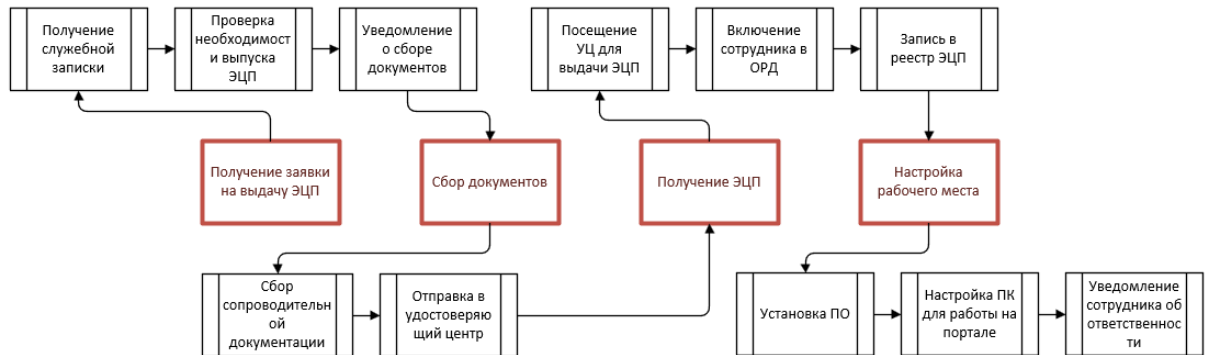 Получение
служебной
записки
Проверка
необходимост
и выпуска
ЭЦП
Уведомление
о сборе
документов
Посещение
УЦ для
выдачи ЭЦП
Включение
сотрудника в
ОРД
Запись в
реестр ЭЦП
Получение заявки
на выдачу ЭЦП
Сбор документов
Получение ЭЦП
Настройка
рабочего места
Сбор
сопроводительн
ой
документации
Отправка в
удостоверяю
щий центр
Установка ПО
Настройка ПК
для работы на
портале
Уведомление
сотрудника об
ответственнос
ти